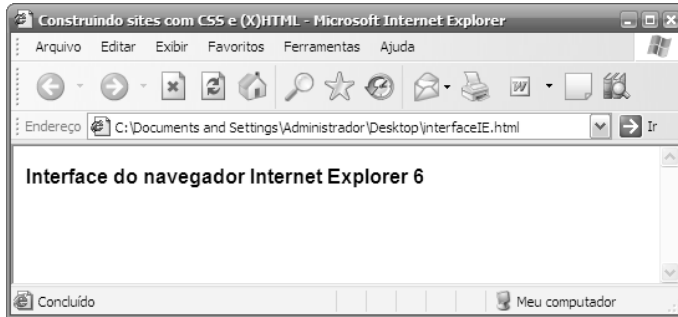 Construindo sites com CSS e (X)HTML - Microsoft Internet Explorer
Arquivo Editar Exibir Favoritos Ferramentas Ajuda
W
Endereço C:\Documents and Settings\Administrador\Desktop\interfaceIE.html Ir
Interface do navegador Internet Explorer 6
Concluído Meu computador